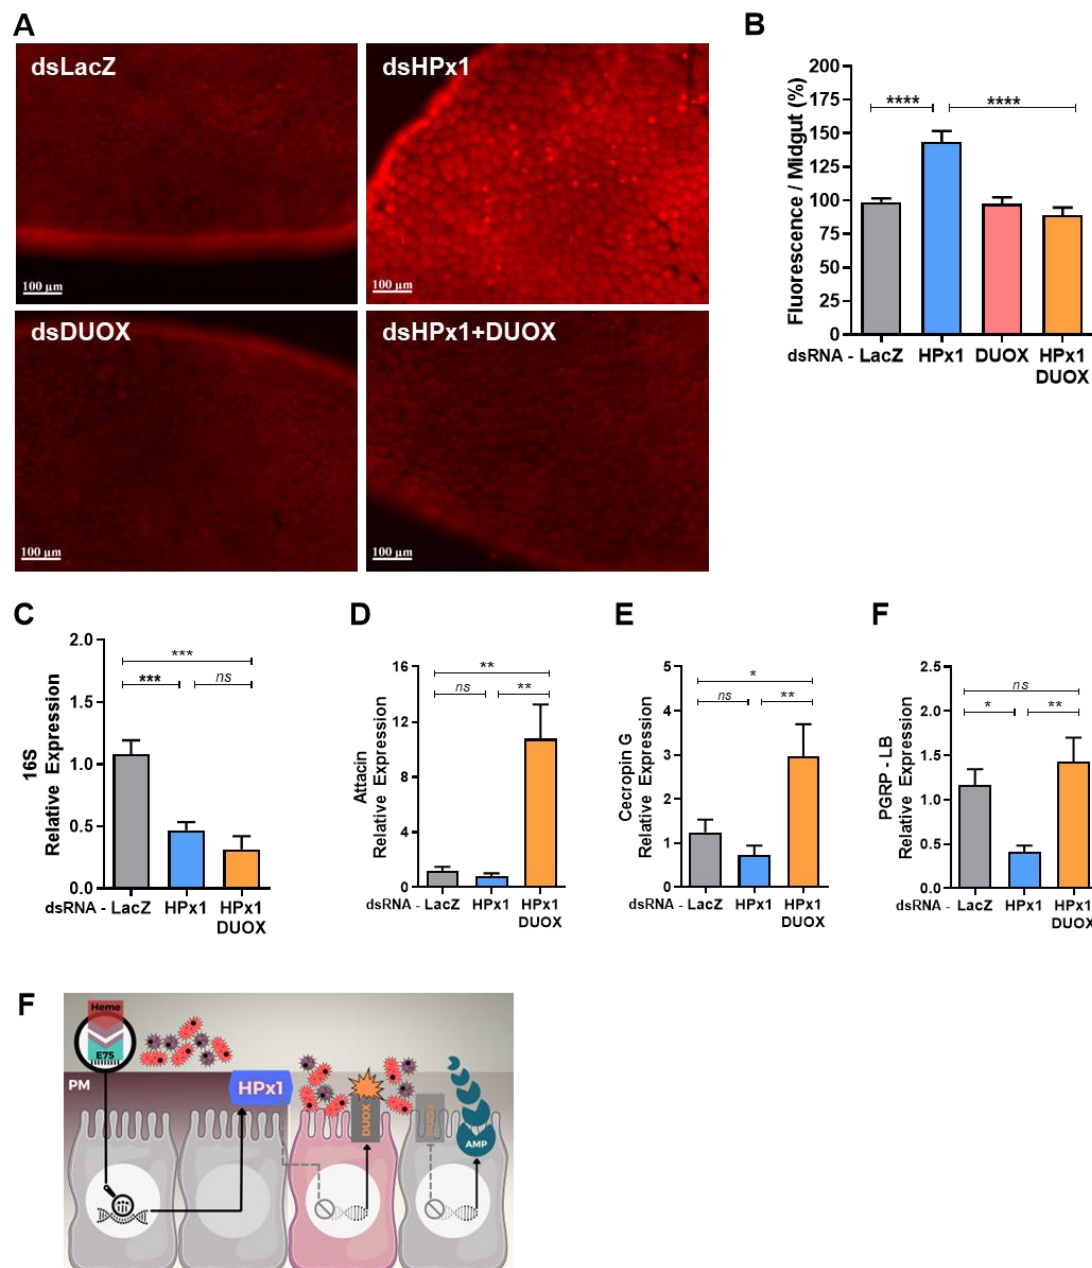 A
dsLacZ
100 µm
dsHPx1
100 µm
dsDUOX
100 µm
dsHPx1+DUOX
100 µm
B
Fluorescence / Midgut (%)
200
175
150
125
100
75
50
25
0
****
****
dsRNA - LacZ HPx1 DUOX HPx1
DUOX
C
16S
Relative Expression
2.0
1.5
1.0
0.5
0.0
***
***
ns
dsRNA - LacZ HPx1 HPx1
DUOX
D
Attacin
Relative Expression
16
12
8
4
0
**
ns
**
dsRNA - LacZ HPx1 HPx1
DUOX
E
Cecropin G
Relative Expression
5
4
3
2
1
0
*
ns
**
dsRNA - LacZ HPx1 HPx1
DUOX
F
PGRP - LB
Relative Expression
2.5
2.0
1.5
1.0
0.5
0.0
ns
*
**
dsRNA - LacZ HPx1 HPx1
DUOX
F
Heme
E75
PM
HPx1
DUOX
DUOX
AMP